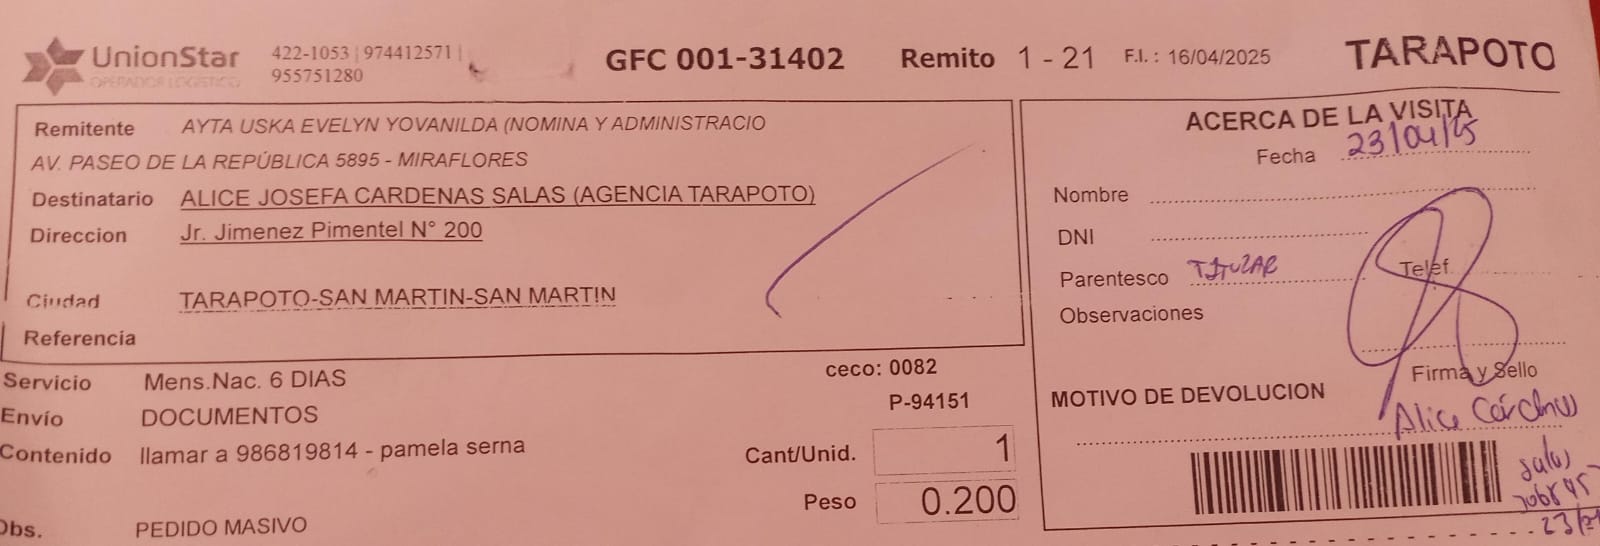 UnionStar
OPERADOR LOGISTICO
422-1053 | 974412571 |
955751280
GFC 001-31402
Remito 1 - 21
F.I. : 16/04/2025
TARAPOTO
Remitente AYTA USKA EVELYN YOVANILDA (NOMINA Y ADMINISTRACIO
AV. PASEO DE LA REPÚBLICA 5895 - MIRAFLORES
Destinatario ALICE JOSEFA CARDENAS SALAS (AGENCIA TARAPOTO)
Direccion Jr. Jimenez Pimentel N° 200
Ciudad TARAPOTO-SAN MARTIN-SAN MARTIN
Referencia
Servicio Mens.Nac. 6 DIAS
Envío DOCUMENTOS
Contenido llamar a 986819814 - pamela serna
Obs. PEDIDO MASIVO
ceco: 0082
P-94151
Cant/Unid. 1
Peso 0.200
ACERCA DE LA VISITA
Fecha 23/04/25
Nombre
DNI
Parentesco TITULAR Telef.
Observaciones
Firma y Sello
MOTIVO DE DEVOLUCION
Alice Cárdenas
Salas
23/